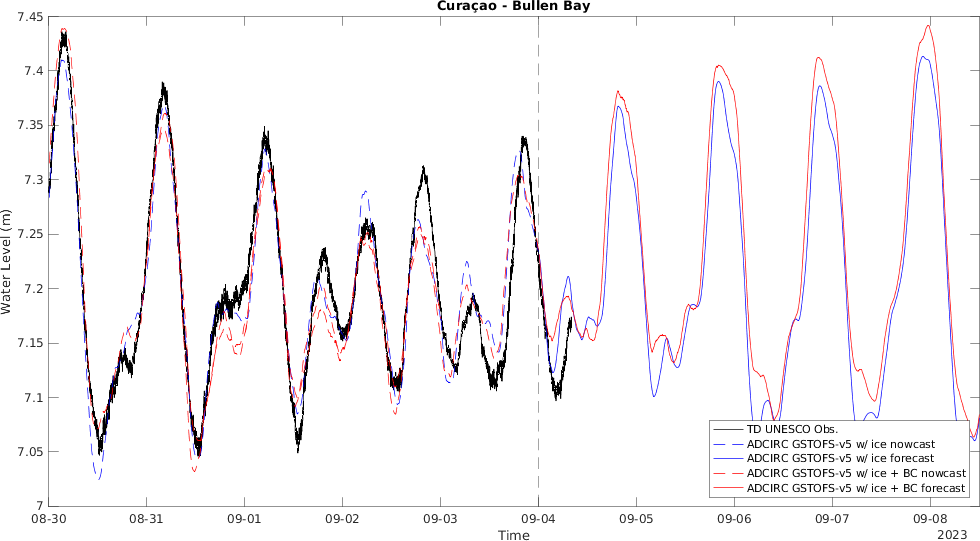 Curaçao - Bullen Bay
Water Level (m)
7.45
7.4
7.35
7.3
7.25
7.2
7.15
7.1
7.05
7
08-30 08-31 09-01 09-02 09-03 09-04 09-05 09-06 09-07 09-08
Time
2023
TD UNESCO Obs.
ADCIRC GSTOFS-v5 w/ ice nowcast
ADCIRC GSTOFS-v5 w/ ice forecast
ADCIRC GSTOFS-v5 w/ ice + BC nowcast
ADCIRC GSTOFS-v5 w/ ice + BC forecast